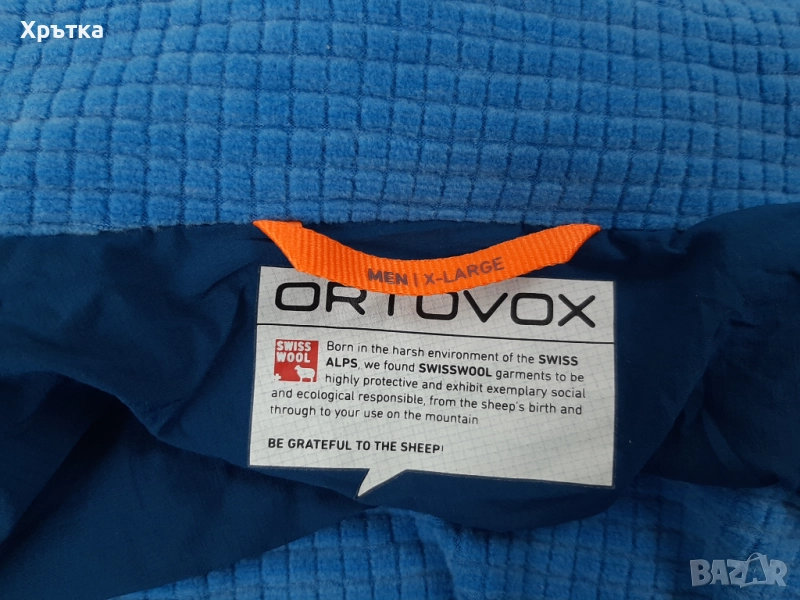 Хрътка
MEN | X-LARGE
ORTOVOX
SWISS
WOOL
Born in the harsh environment of the SWISS
ALPS, we found SWISSWOOL garments to be
highly protective and exhibit exemplary social
and ecological responsible, from the sheep's birth and
through to your use on the mountain
BE GRATEFUL TO THE SHEEP!
BAZAR